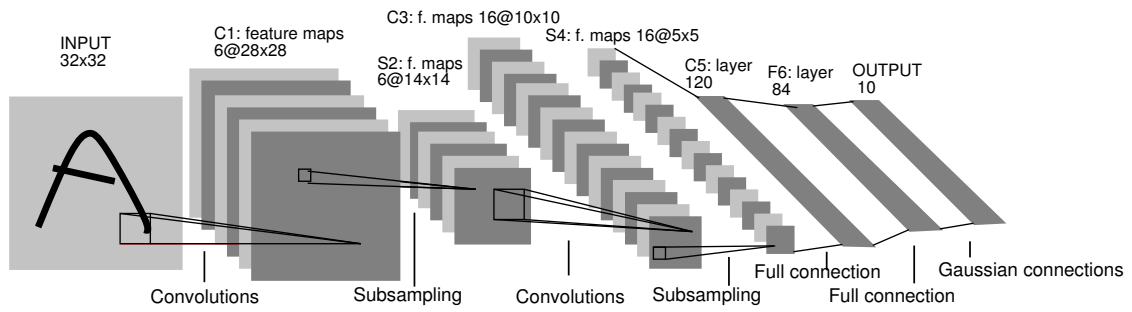 INPUT
32x32
C1: feature maps
6@28x28
S2: f. maps
6@14x14
C3: f. maps 16@10x10
S4: f. maps 16@5x5
C5: layer
120
F6: layer
84
OUTPUT
10
Convolutions
Subsampling
Convolutions
Subsampling
Full connection
Full connection
Gaussian connections
A